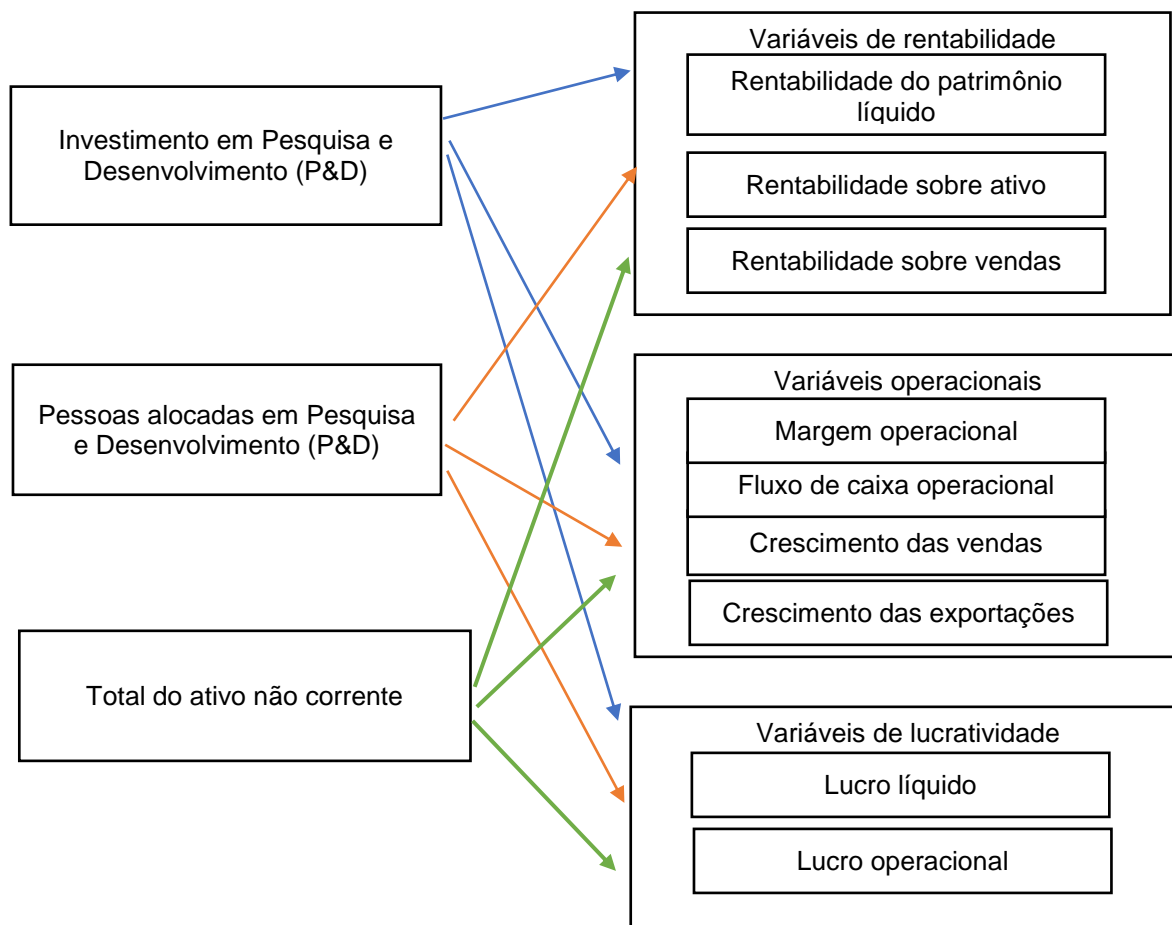 Investimento em Pesquisa e
Desenvolvimento (P&D)
Pessoas alocadas em Pesquisa
e Desenvolvimento (P&D)
Total do ativo não corrente
Variáveis de rentabilidade
Rentabilidade do patrimônio
líquido
Rentabilidade sobre ativo
Rentabilidade sobre vendas
Variáveis operacionais
Margem operacional
Fluxo de caixa operacional
Crescimento das vendas
Crescimento das exportações
Variáveis de lucratividade
Lucro líquido
Lucro operacional